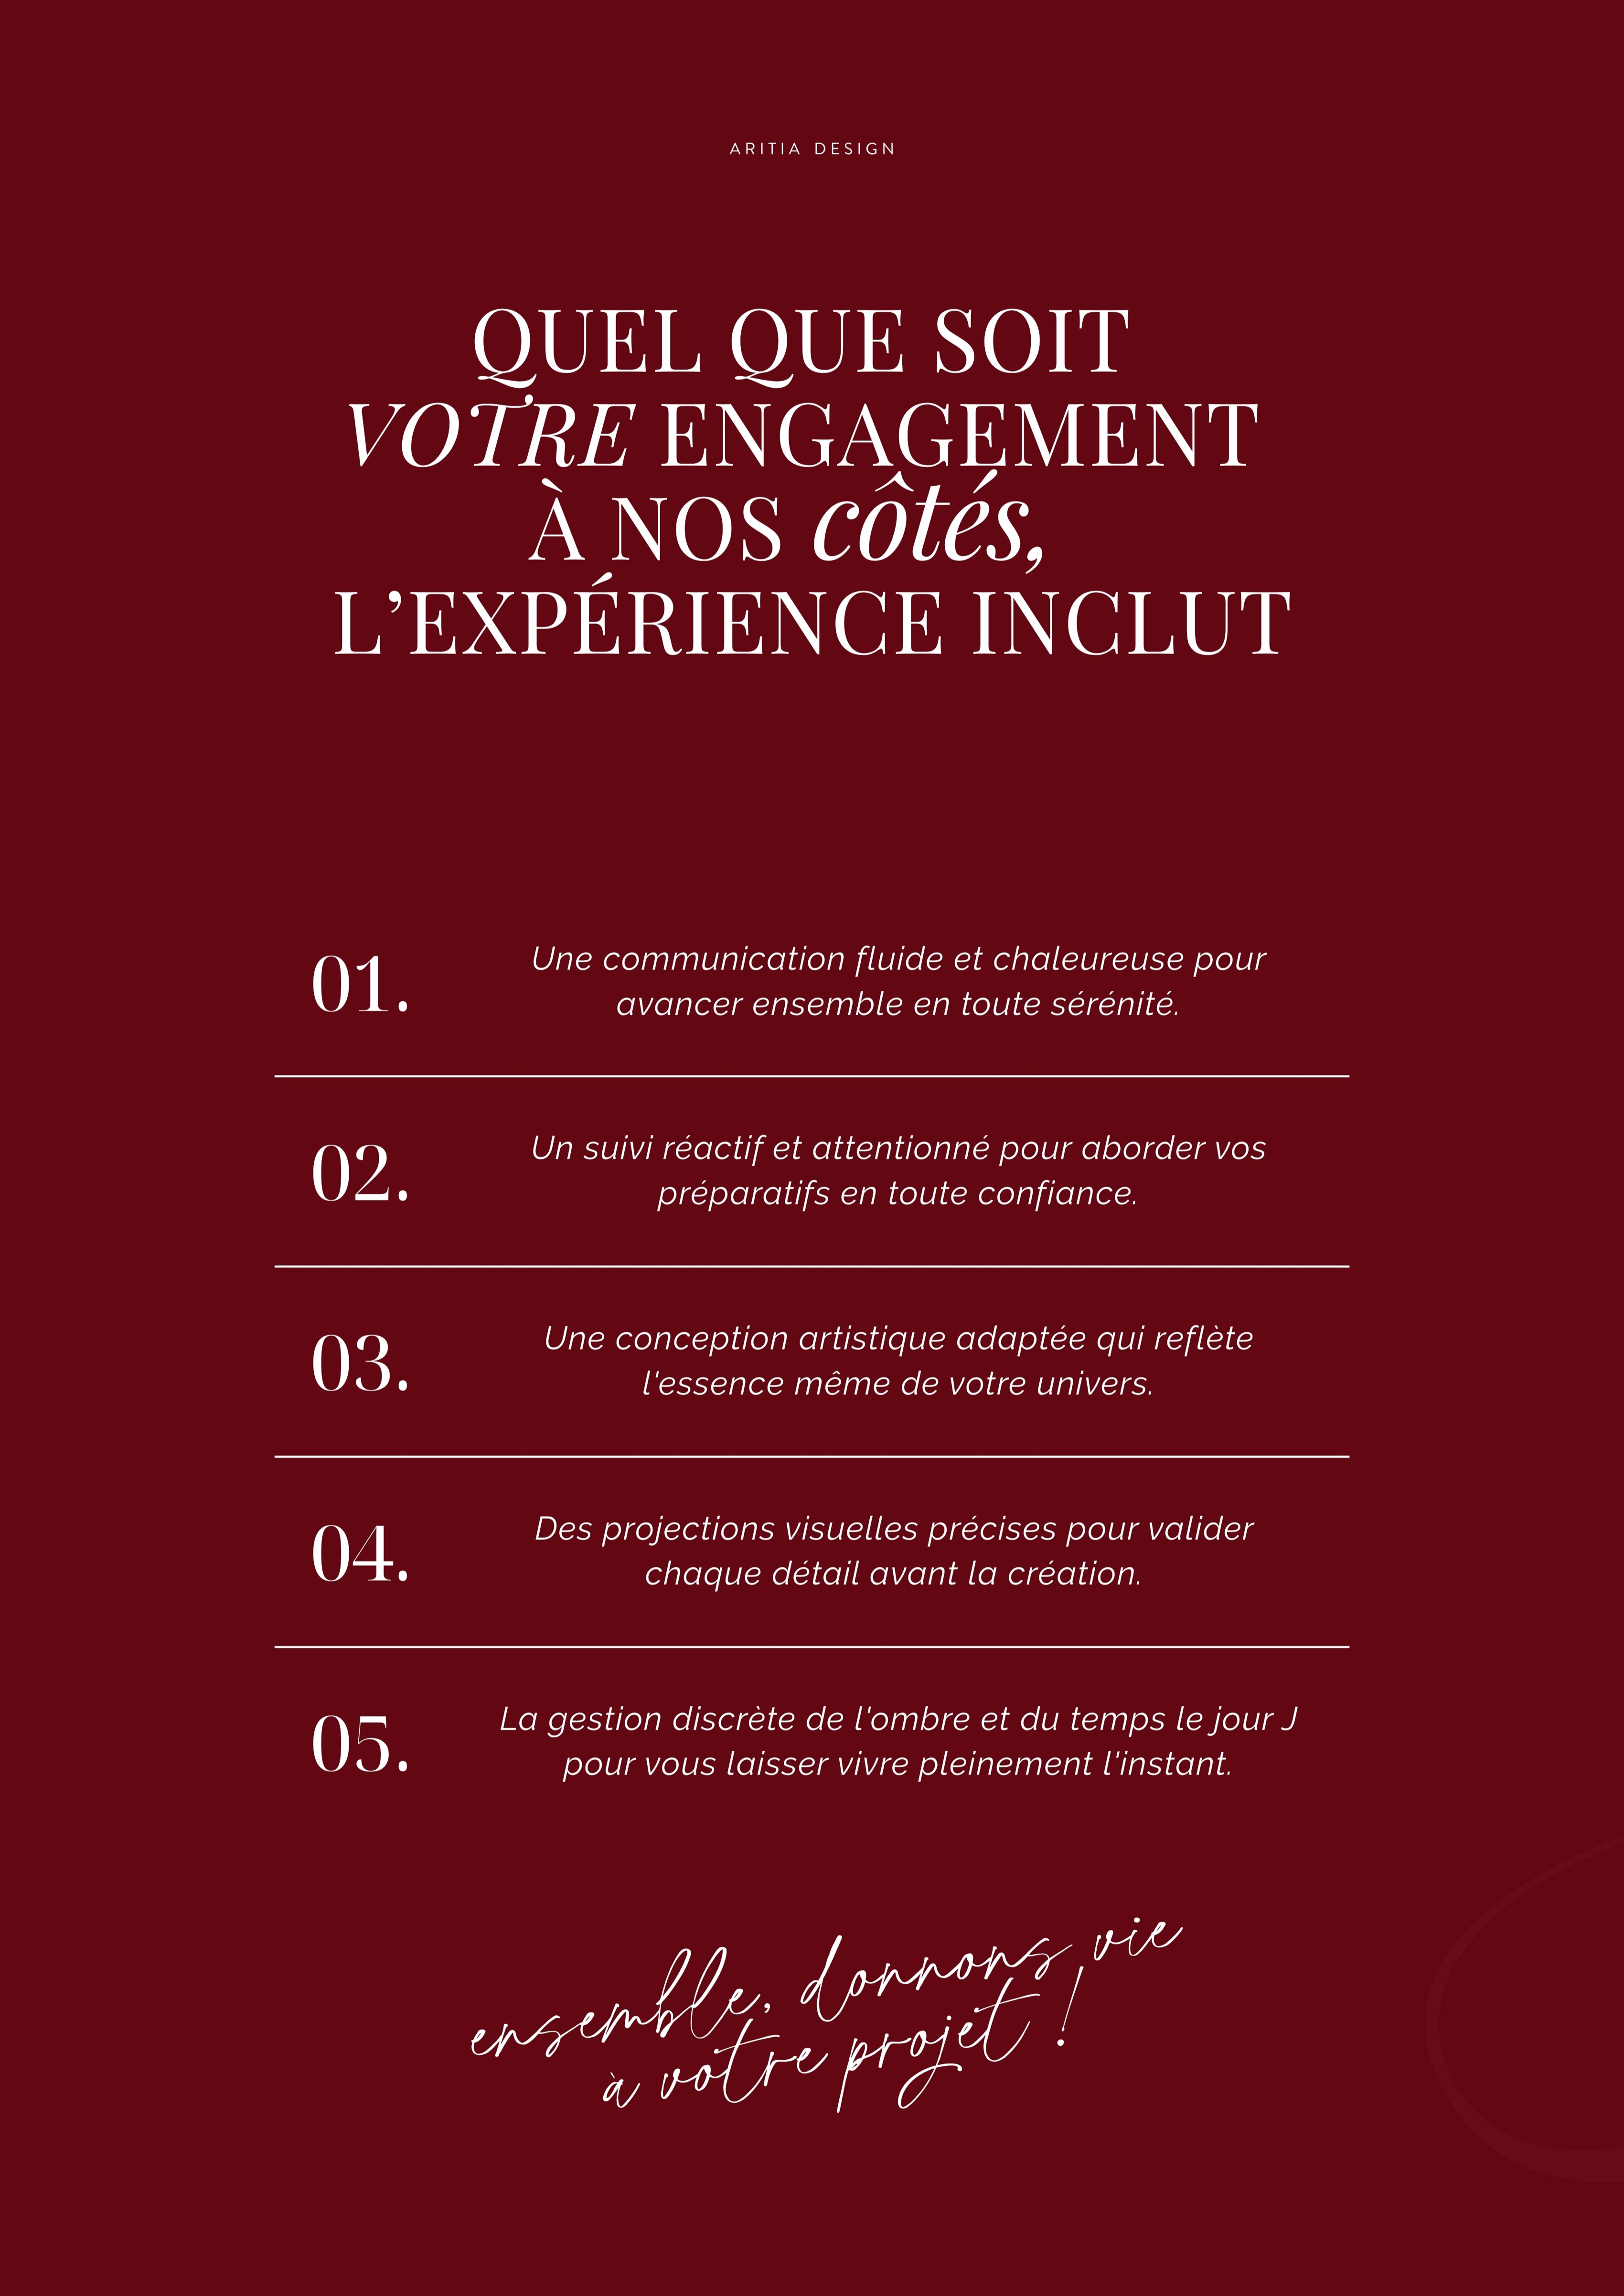 ARITIA DESIGN
QUEL QUE SOIT
VOTRE ENGAGEMENT
À NOS côtés,
L’EXPÉRIENCE INCLUT
01.
Une communication fluide et chaleureuse pour
avancer ensemble en toute sérénité.
02.
Un suivi réactif et attentionné pour aborder vos
préparatifs en toute confiance.
03.
Une conception artistique adaptée qui reflète
l'essence même de votre univers.
04.
Des projections visuelles précises pour valider
chaque détail avant la création.
05.
La gestion discrète de l'ombre et du temps le jour J
pour vous laisser vivre pleinement l'instant.
ensemble, donnons vie
à votre projet !